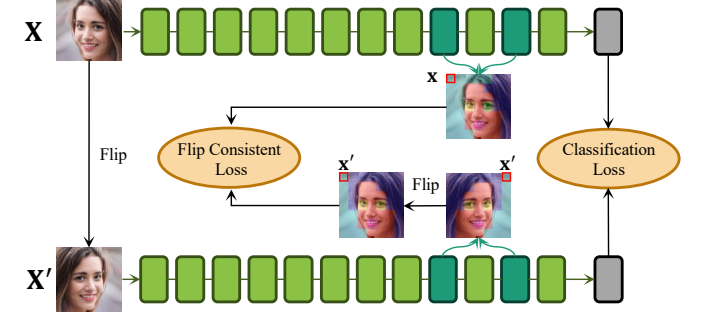 X
x
Flip
Flip Consistent
Loss
Classification
Loss
x′
Flip
x′
X′